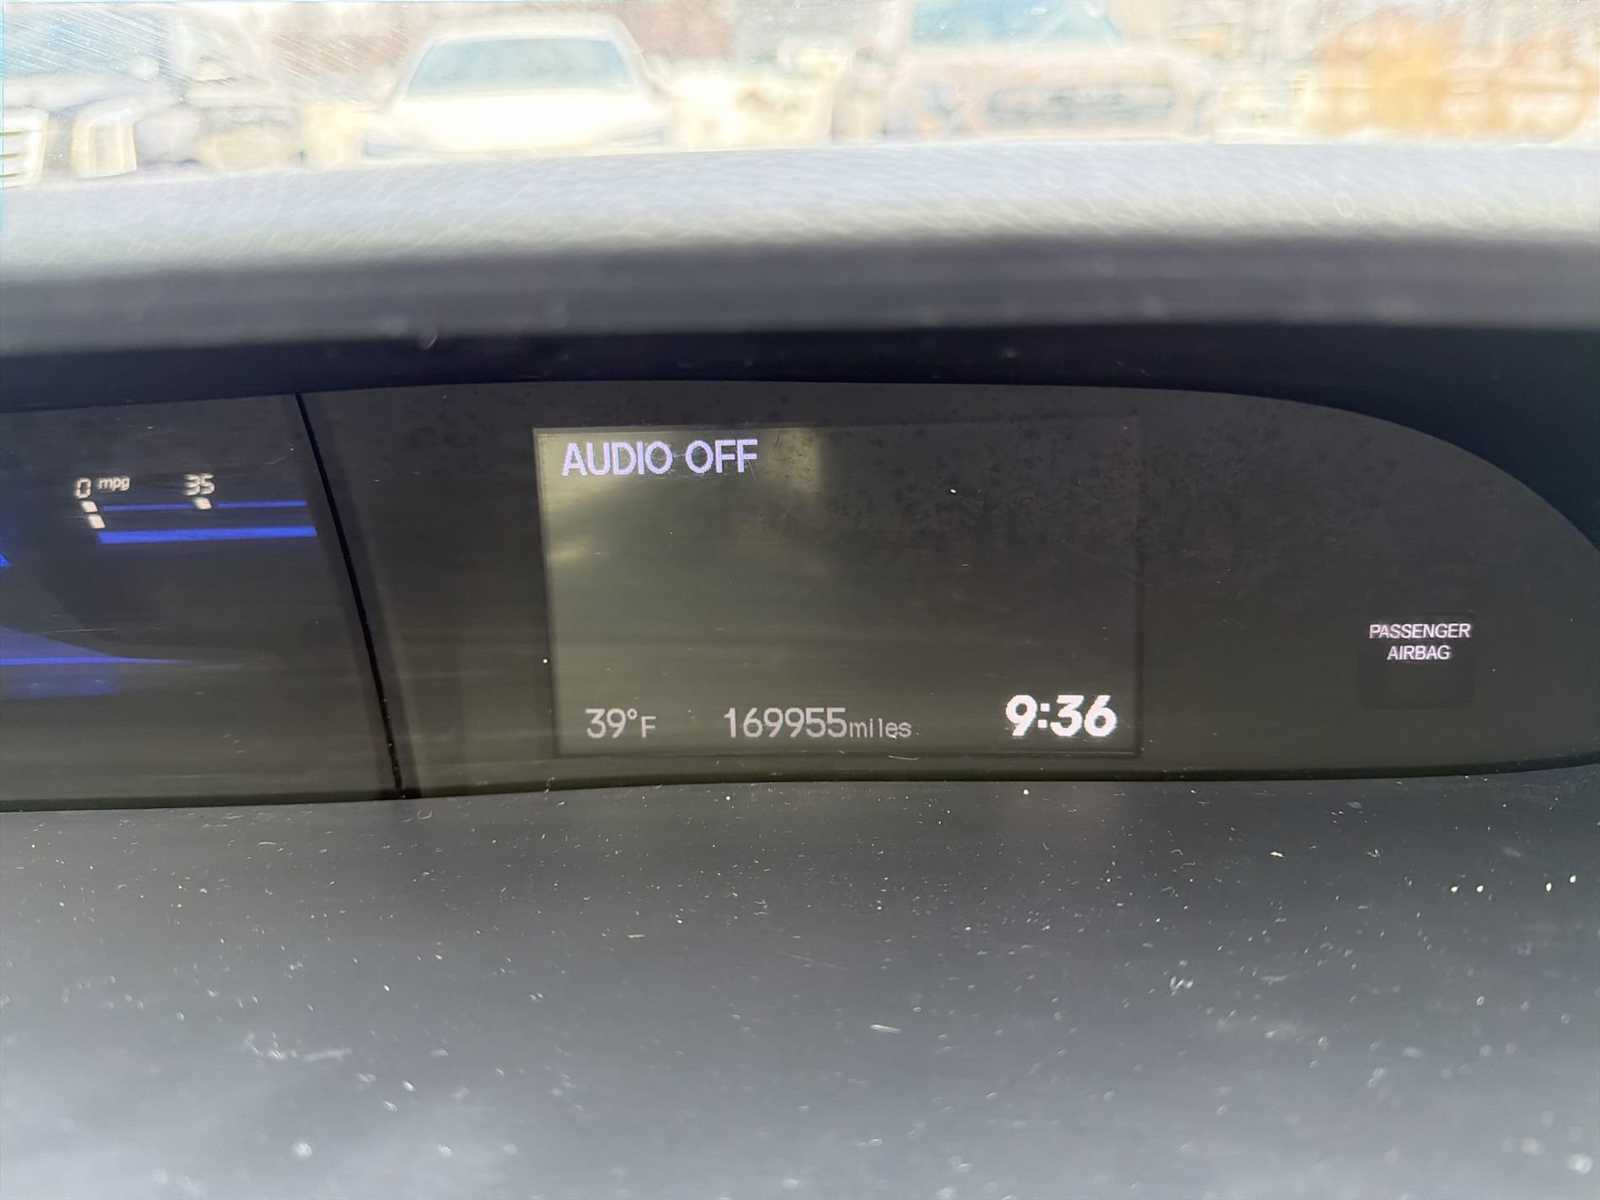 0 mpg 35
AUDIO OFF
39°F 169955miles 9:36
PASSENGER
AIRBAG